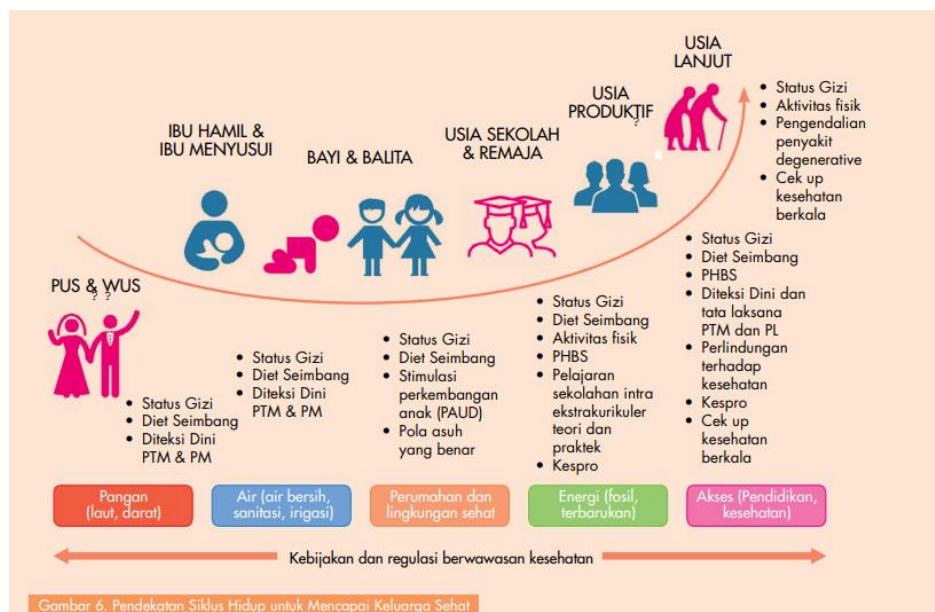 USIA
LANJUT
• Status Gizi
• Aktivitas fisik
• Pengendalian
penyakit
degenerative
• Cek up
kesehatan
berkala
USIA
PRODUKTIF
?
USIA SEKOLAH
& REMAJA
IBU HAMIL &
IBU MENYUSUI
BAYI & BALITA
PUS & WUS
? ?
• Status Gizi
• Diet Seimbang
• Diteksi Dini
PTM & PM
• Status Gizi
• Diet Seimbang
• Diteksi Dini
PTM & PM
• Status Gizi
• Diet Seimbang
• Stimulasi
perkembangan
anak (PAUD)
• Pola asuh
yang benar
• Status Gizi
• Diet Seimbang
• Aktivitas fisik
• PHBS
• Pelajaran
sekolahan intra
ekstrakurikuler
teori dan
praktek
• Kespro
• Status Gizi
• Diet Seimbang
• PHBS
• Diteksi Dini dan
tata laksana
PTM dan PL
• Perlindungan
terhadap
kesehatan
• Kespro
• Cek up
kesehatan
berkala
Pangan
(laut, darat)
Air (air bersih,
sanitasi, irigasi)
Perumahan dan
lingkungan sehat
Energi (fosil,
terbarukan)
Akses (Pendidikan,
kesehatan)
Kebijakan dan regulasi berwawasan kesehatan
Gambar 6. Pendekatan Siklus Hidup untuk Mencapai Keluarga Sehat